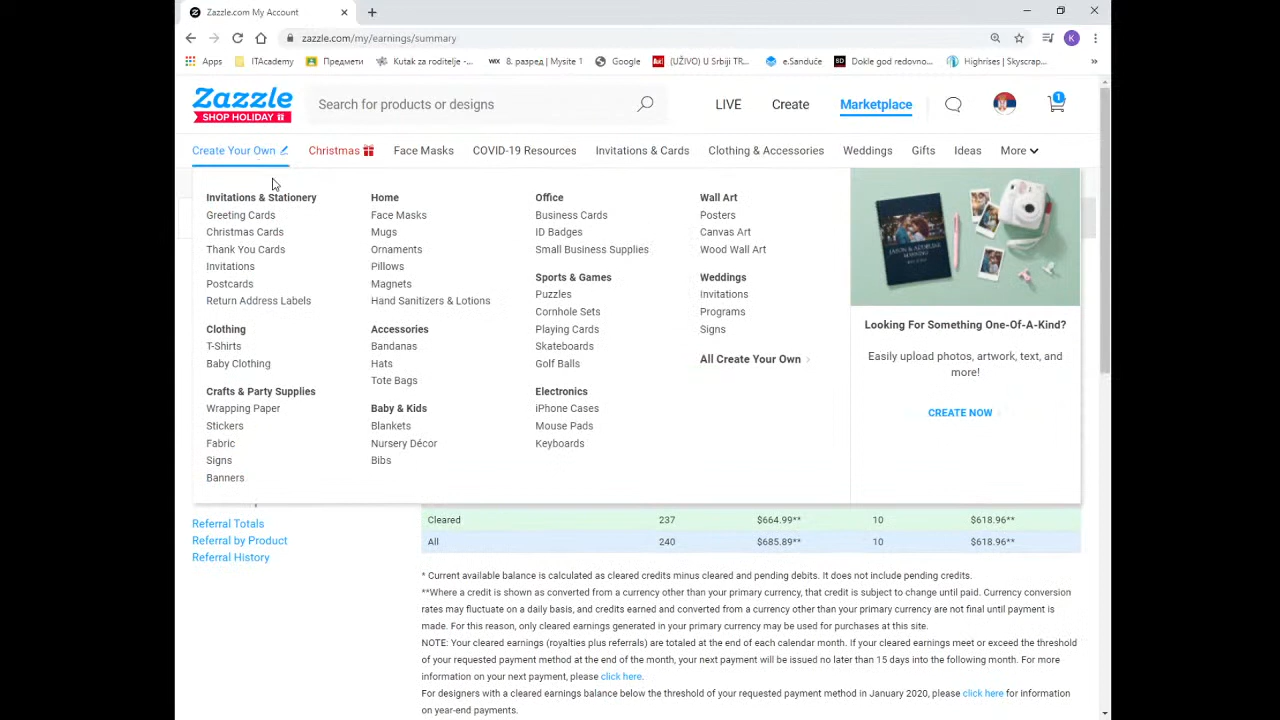 Zazzle.com My Account
zazzle.com/my/earnings/summary
K
Apps
ITAcademy
Предмети
Kutak za roditelje -...
WIX 8. разред | Mysite 1
Google
(UŽIVO) U Srbiji TR...
e.Sanduče
Dokle god redovno...
Highrises | Skyscrap...
Zazzle
SHOP HOLIDAY
Search for products or designs
LIVE
Create
Marketplace
1
Create Your Own
Christmas
Face Masks
COVID-19 Resources
Invitations & Cards
Clothing & Accessories
Weddings
Gifts
Ideas
More
Invitations & Stationery
Greeting Cards
Christmas Cards
Thank You Cards
Invitations
Postcards
Return Address Labels
Clothing
T-Shirts
Baby Clothing
Crafts & Party Supplies
Wrapping Paper
Stickers
Fabric
Signs
Banners
Home
Face Masks
Mugs
Ornaments
Pillows
Magnets
Hand Sanitizers & Lotions
Accessories
Bandanas
Hats
Tote Bags
Baby & Kids
Blankets
Nursery Décor
Bibs
Office
Business Cards
ID Badges
Small Business Supplies
Sports & Games
Puzzles
Cornhole Sets
Playing Cards
Skateboards
Golf Balls
Electronics
iPhone Cases
Mouse Pads
Keyboards
Wall Art
Posters
Canvas Art
Wood Wall Art
Weddings
Invitations
Programs
Signs
All Create Your Own
Looking For Something One-Of-A-Kind?
Easily upload photos, artwork, text, and
more!
CREATE NOW
Referral Totals
Referral by Product
Referral History
Cleared 237 $664.99** 10 $618.96**
All 240 $685.89** 10 $618.96**
* Current available balance is calculated as cleared credits minus cleared and pending debits. It does not include pending credits.
**Where a credit is shown as converted from a currency other than your primary currency, that credit is subject to change until paid. Currency conversion
rates may fluctuate on a daily basis, and credits earned and converted from a currency other than your primary currency are not final until payment is
made. For this reason, only cleared earnings generated in your primary currency may be used for purchases at this site.
NOTE: Your cleared earnings (royalties plus referrals) are totaled at the end of each calendar month. If your cleared earnings meet or exceed the threshold
of your requested payment method at the end of the month, your next payment will be issued no later than 15 days into the following month. For more
information on your next payment, please click here.
For designers with a cleared earnings balance below the threshold of your requested payment method in January 2020, please click here for information
on year-end payments.